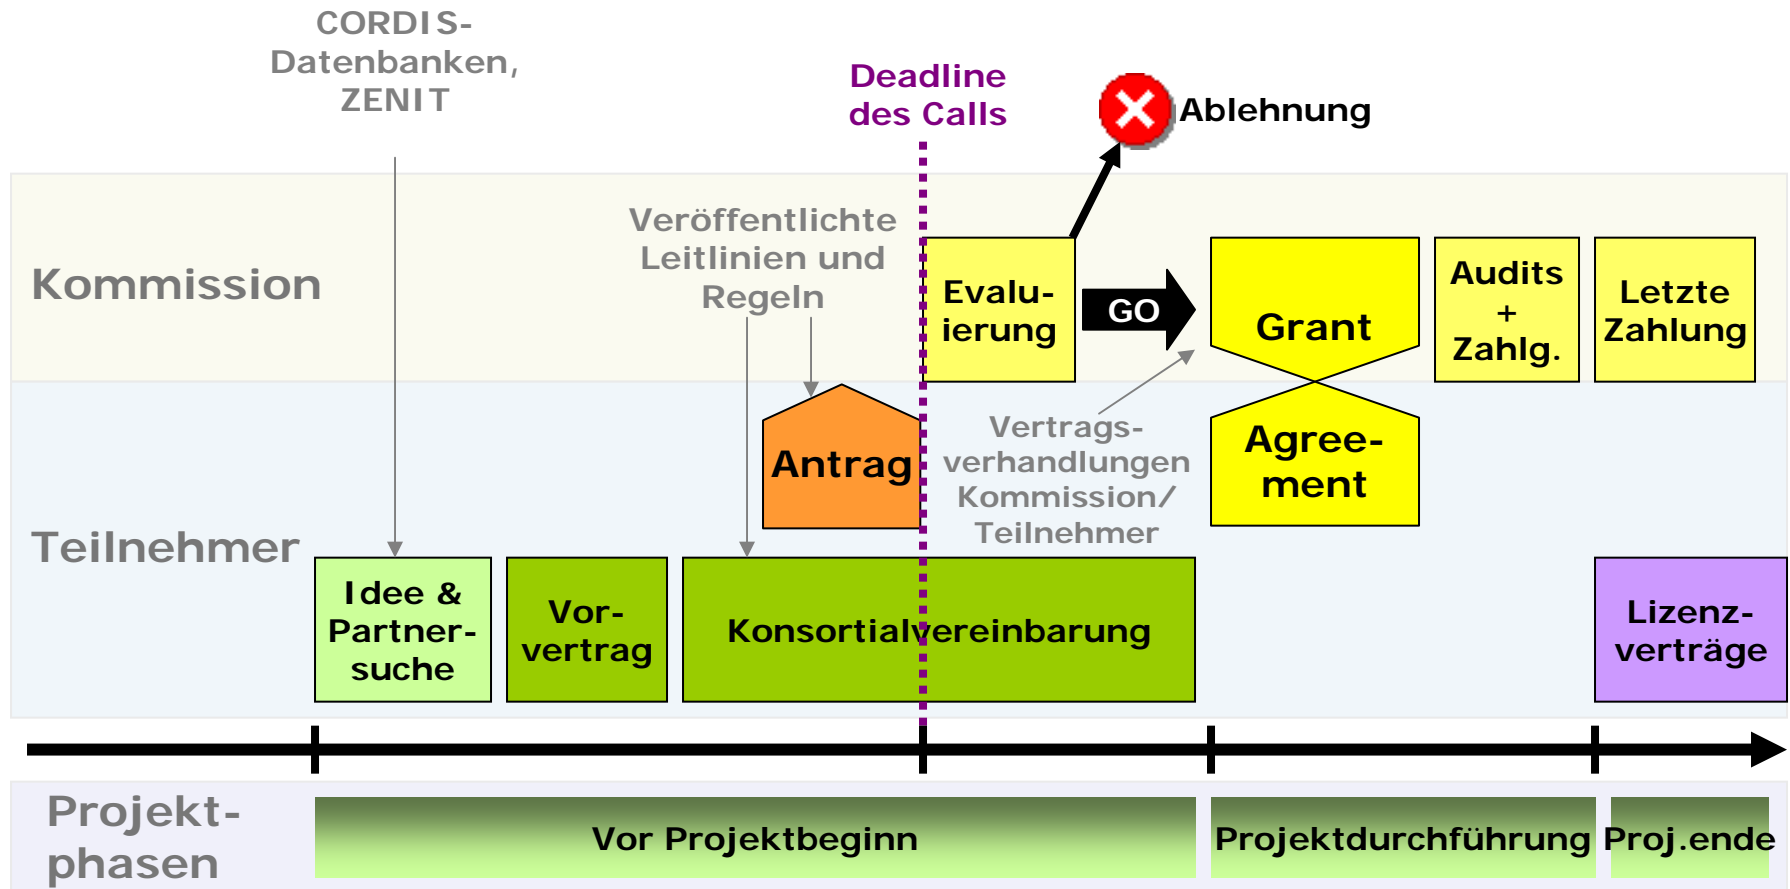 CORDIS-
Datenbanken,
ZENIT
Deadline
des Calls
Ablehnung
Kommission
Veröffentlichte
Leitlinien und
Regeln
Evalu-
ierung
GO
Grant
Audits
+
Zahlg.
Letzte
Zahlung
Teilnehmer
Antrag
Vertrags-
verhandlungen
Kommission/
Teilnehmer
Agree-
ment
Idee &
Partner-
suche
Vor-
vertrag
Konsortialvereinbarung
Lizenz-
verträge
Projekt-
phasen
Vor Projektbeginn
Projektdurchführung
Proj.ende